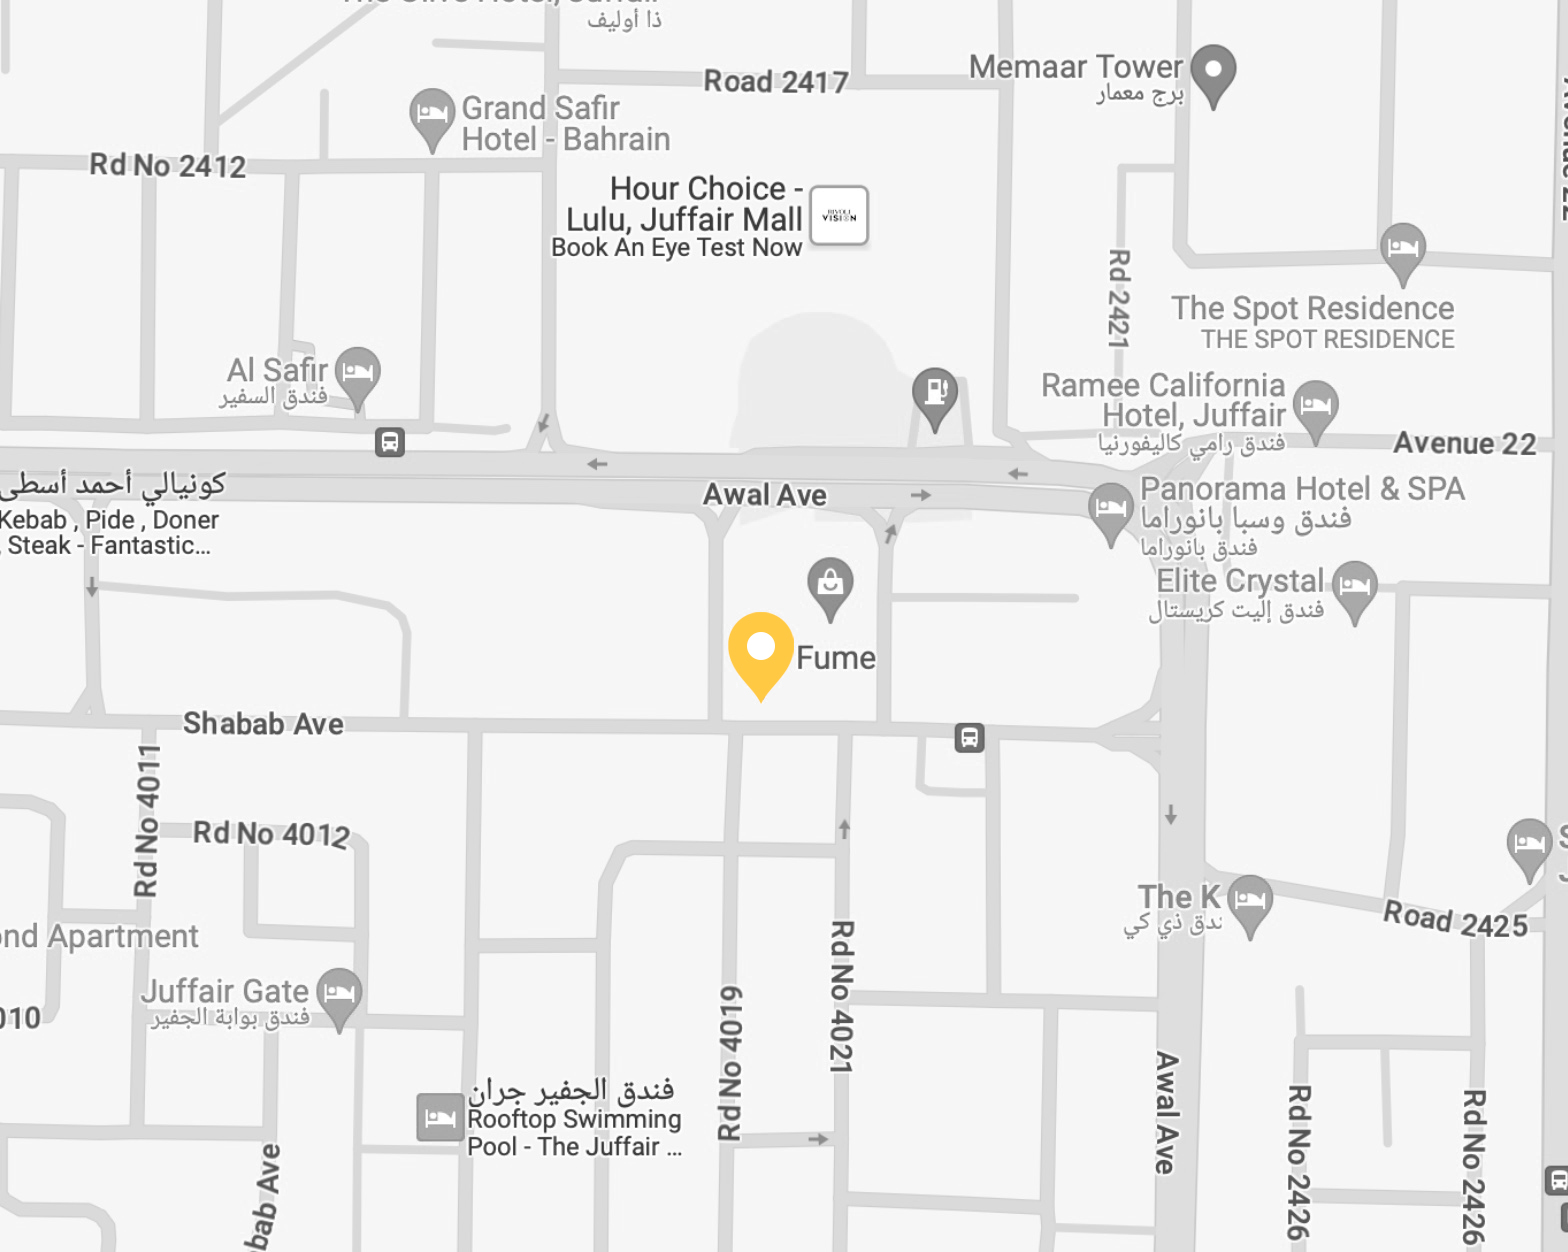 ذا أوليف
Road 2417
Memaar Tower
برج معمار
Grand Safir
Hotel - Bahrain
Rd No 2412
Hour Choice -
Lulu, Juffair Mall
Book An Eye Test Now
VISION
Rd 2421
The Spot Residence
THE SPOT RESIDENCE
Al Safir
فندق السفير
Ramee California
Hotel, Juffair
فندق رامي كاليفورنيا
Avenue 22
كونيالي أحمد أسطى
Kebab , Pide , Doner
, Steak - Fantastic...
Awal Ave
Panorama Hotel & SPA
فندق وسبا بانوراما
فندق بانوراما
Elite Crystal
فندق إليت كريستال
Fume
Shabab Ave
Rd No 4011
Rd No 4012
The K
ندق ذي كي
Road 2425
ond Apartment
Juffair Gate
فندق بوابة الجفير
010
Rd No 4019
Rd No 4021
فندق الجفير جران
Rooftop Swimming
Pool - The Juffair ...
Awal Ave
Rd No 2426
Rd No 2426
bab Ave